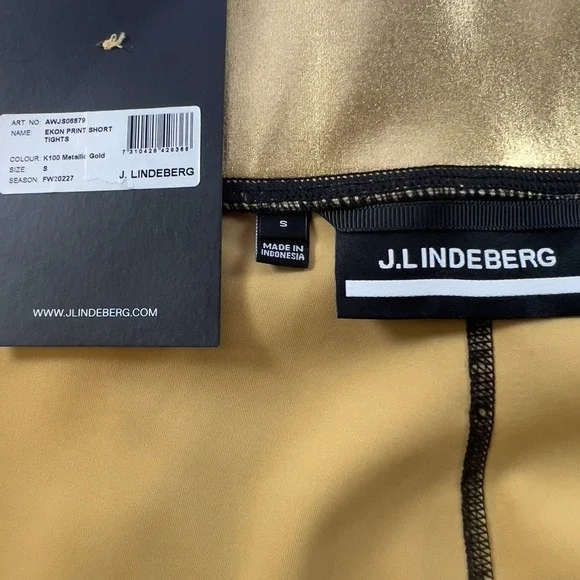 ART. NO: AWJS05879
NAME: EKON PRINT SHORT
TIGHTS
COLOUR: K100 Metallic Gold
SIZE: S
SEASON: FW20227
J. LINDEBERG
WWW.JLINDEBERG.COM
S
MADE IN
INDONESIA
J.LINDEBERG